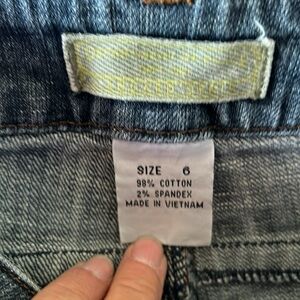 SIZE 6
98% COTTON
2% SPANDEX
MADE IN VIETNAM